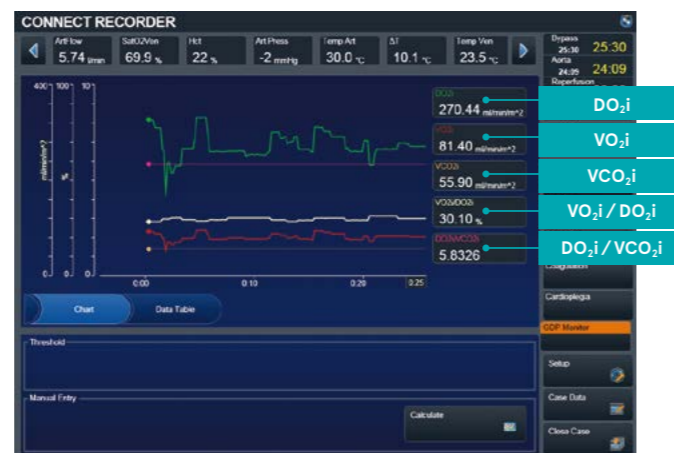 CONNECT RECORDER
ArtFlow SatO2Ven Hct Art Press Temp Art ΔT Temp Ven
5.74 l/min 69.9 % 22 % -2 mmHg 30.0 °C 10.1 °C 23.5 °C
Bypass
25:30 25:30
Aorta
24:09 24:09
Reperfusion
400 100 10
ml/min/m^2
%
0 0 0
0:00 0:10 0:20 0:25
DO2i
270.44 ml/min/m^2
DO₂i
VO2i
81.40 ml/min/m^2
VO₂i
VCO2i
55.90 ml/min/m^2
VCO₂i
VO2i/DO2i
30.10 %
VO₂i / DO₂i
DO2i/VCO2i
5.8326
DO₂i / VCO₂i
Coagulation
Cardioplegia
GDP Monitor
Chart Data Table
Threshold
Setup
Manual Entry
Calculate
Case Data
Close Case